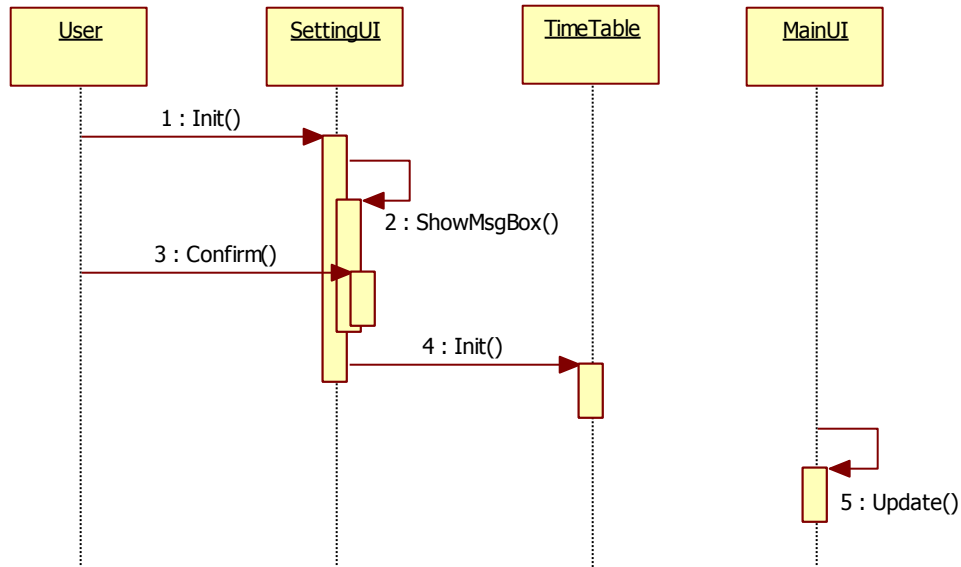 User
SettingUI
TimeTable
MainUI
1 : Init()
2 : ShowMsgBox()
3 : Confirm()
4 : Init()
5 : Update()